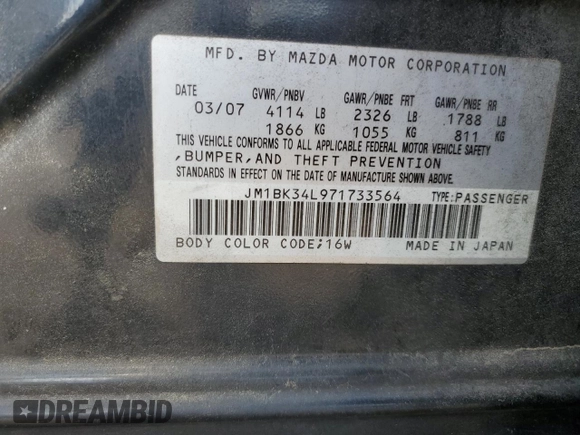 MFD. BY MAZDA MOTOR CORPORATION
DATE GVWR/PNBV GAWR/PNBE FRT GAWR/PNBE RR
03/07 4114 LB 2326 LB 1788 LB
1866 KG 1055 KG 811 KG
THIS VEHICLE CONFORMS TO ALL APPLICABLE FEDERAL MOTOR VEHICLE SAFETY
,BUMPER,AND THEFT PREVENTION
STANDARDS IN EFFECT ON THE DATE OF MANUFACTURE SHOWN ABOVE.
JM1BK34L971733564 TYPE:PASSENGER
BODY COLOR CODE;16W MADE IN JAPAN
DREAMBID